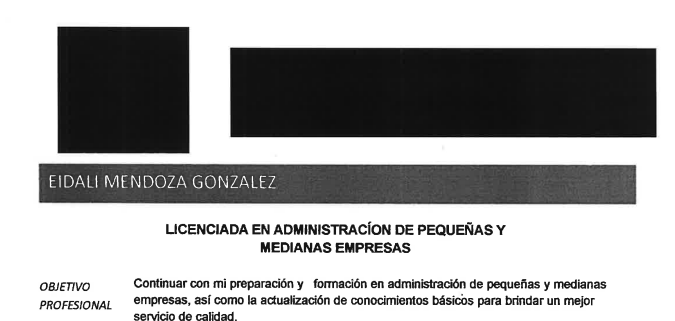 EIDALI MENDOZA GONZALEZ
LICENCIADA EN ADMINISTRACÍON DE PEQUEÑAS Y
MEDIANAS EMPRESAS
OBJETIVO
PROFESIONAL
Continuar con mi preparación y formación en administración de pequeñas y medianas
empresas, así como la actualización de conocimientos básicos para brindar un mejor
servicio de calidad.